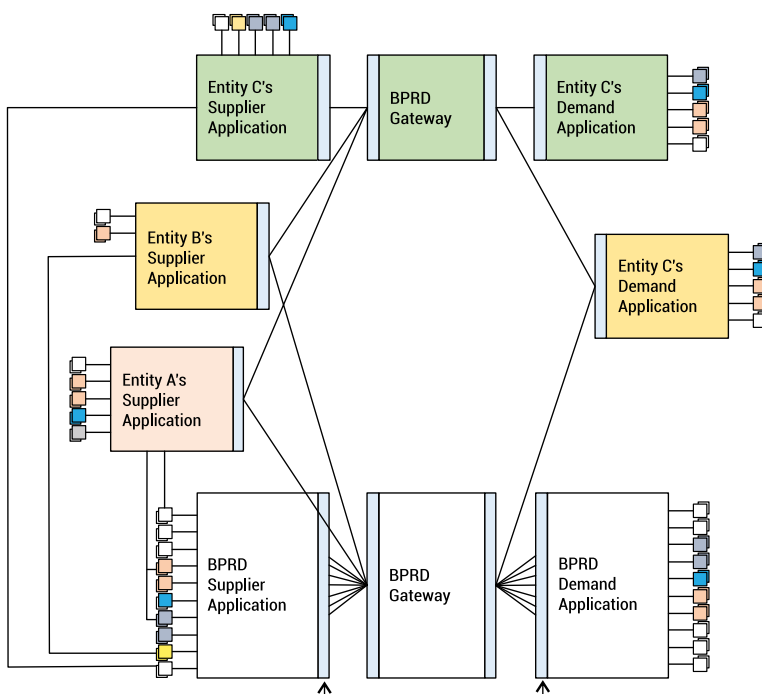 Entity C's
Supplier
Application
BPRD
Gateway
Entity C's
Demand
Application
Entity B's
Supplier
Application
Entity C's
Demand
Application
Entity A's
Supplier
Application
BPRD
Supplier
Application
BPRD
Gateway
BPRD
Demand
Application